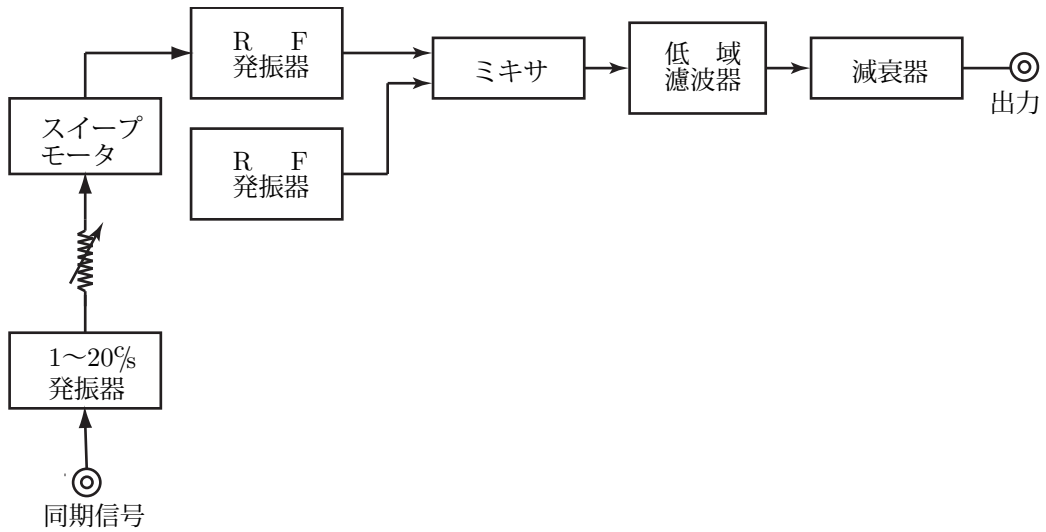 R F
発振器
ミキサ
低 域
濾波器
減衰器
出力
スイープ
モータ
R F
発振器
1〜20c/s
発振器
同期信号